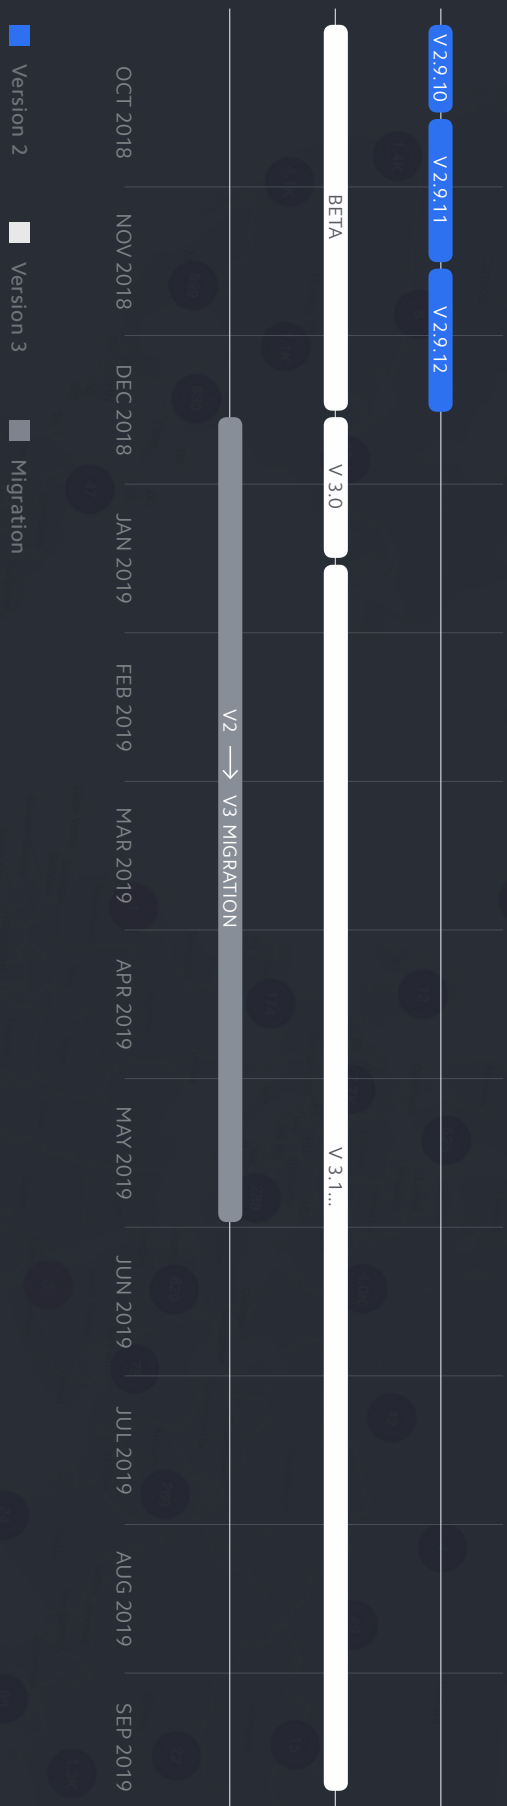 V 2.9.10
V 2.9.11
V 2.9.12
BETA
V 3.0
V 3.1...
V2 → V3 MIGRATION
OCT 2018
NOV 2018
DEC 2018
JAN 2019
FEB 2019
MAR 2019
APR 2019
MAY 2019
JUN 2019
JUL 2019
AUG 2019
SEP 2019
Version 2
Version 3
Migration